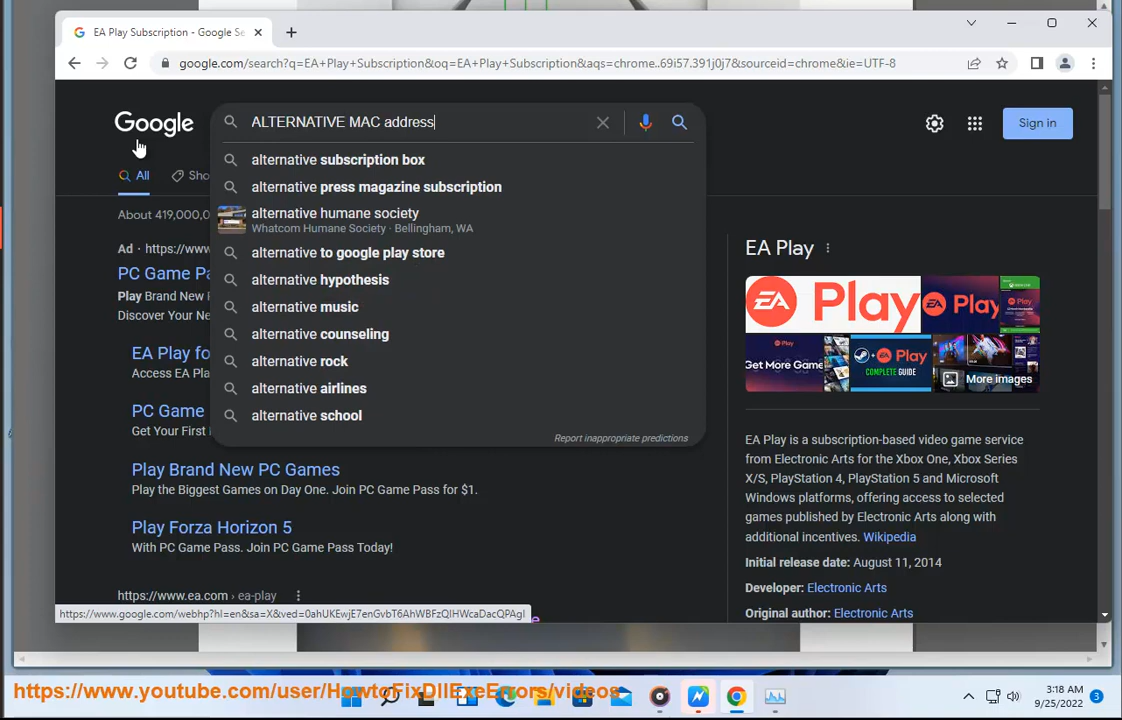 EA Play Subscription - Google Se
google.com/search?q=EA+Play+Subscription&oq=EA+Play+Subscription&aqs=chrome..69i57.391j0j7&sourceid=chrome&ie=UTF-8
Google
ALTERNATIVE MAC address
Sign in
alternative subscription box
alternative press magazine subscription
alternative humane society
Whatcom Humane Society · Bellingham, WA
alternative to google play store
alternative hypothesis
alternative music
alternative counseling
alternative rock
alternative airlines
alternative school
Report inappropriate predictions
All
Sho
About 419,000,0
Ad · https://www
PC Game Pa
Play Brand New
Discover Your Ne
EA Play fo
Access EA Pla
PC Game
Get Your First
Play Brand New PC Games
Play the Biggest Games on Day One. Join PC Game Pass for $1.
Play Forza Horizon 5
With PC Game Pass. Join PC Game Pass Today!
https://www.ea.com › ea-play
EA Play
EA Play
EA Play
Play
Get More Game
EA Play
COMPLETE GUIDE
More images
EA Play is a subscription-based video game service
from Electronic Arts for the Xbox One, Xbox Series
X/S, PlayStation 4, PlayStation 5 and Microsoft
Windows platforms, offering access to selected
games published by Electronic Arts along with
additional incentives. Wikipedia
Initial release date: August 11, 2014
Developer: Electronic Arts
Original author: Electronic Arts
https://www.youtube.com/user/HowtoFixDllExeErrors/videos
3:18 AM
9/25/2022
3